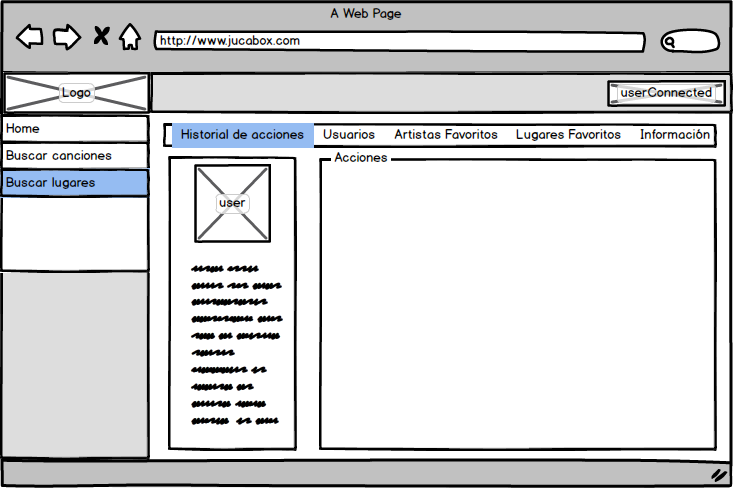 A Web Page
http://www.jucabox.com
Logo
userConnected
Home
Buscar canciones
Buscar lugares
Historial de acciones Usuarios Artistas Favoritos Lugares Favoritos Información
user
Acciones